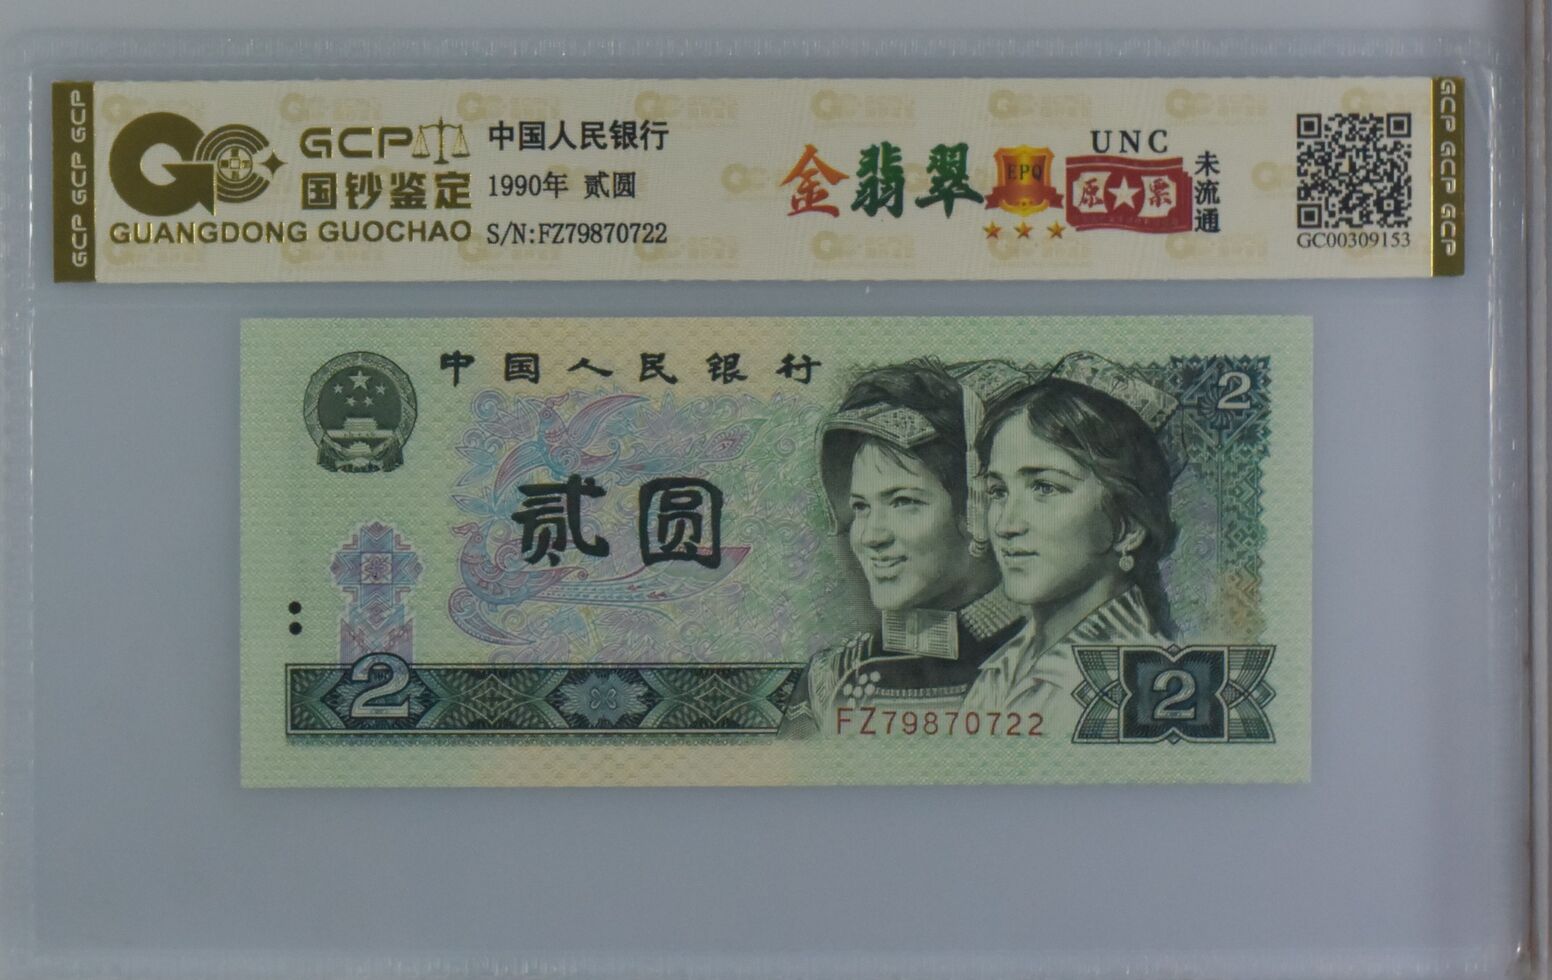 GCP GCP GCP
GCP
国钞鉴定
GUANGDONG GUOCHAO
中国人民银行
1990年 贰圆
S/N:FZ79870722
金翡翠
EPQ
UNC
原★票
未流通
GC00309153
GCP GCP GCP
中国人民银行
2
贰圆
2
FZ79870722
2